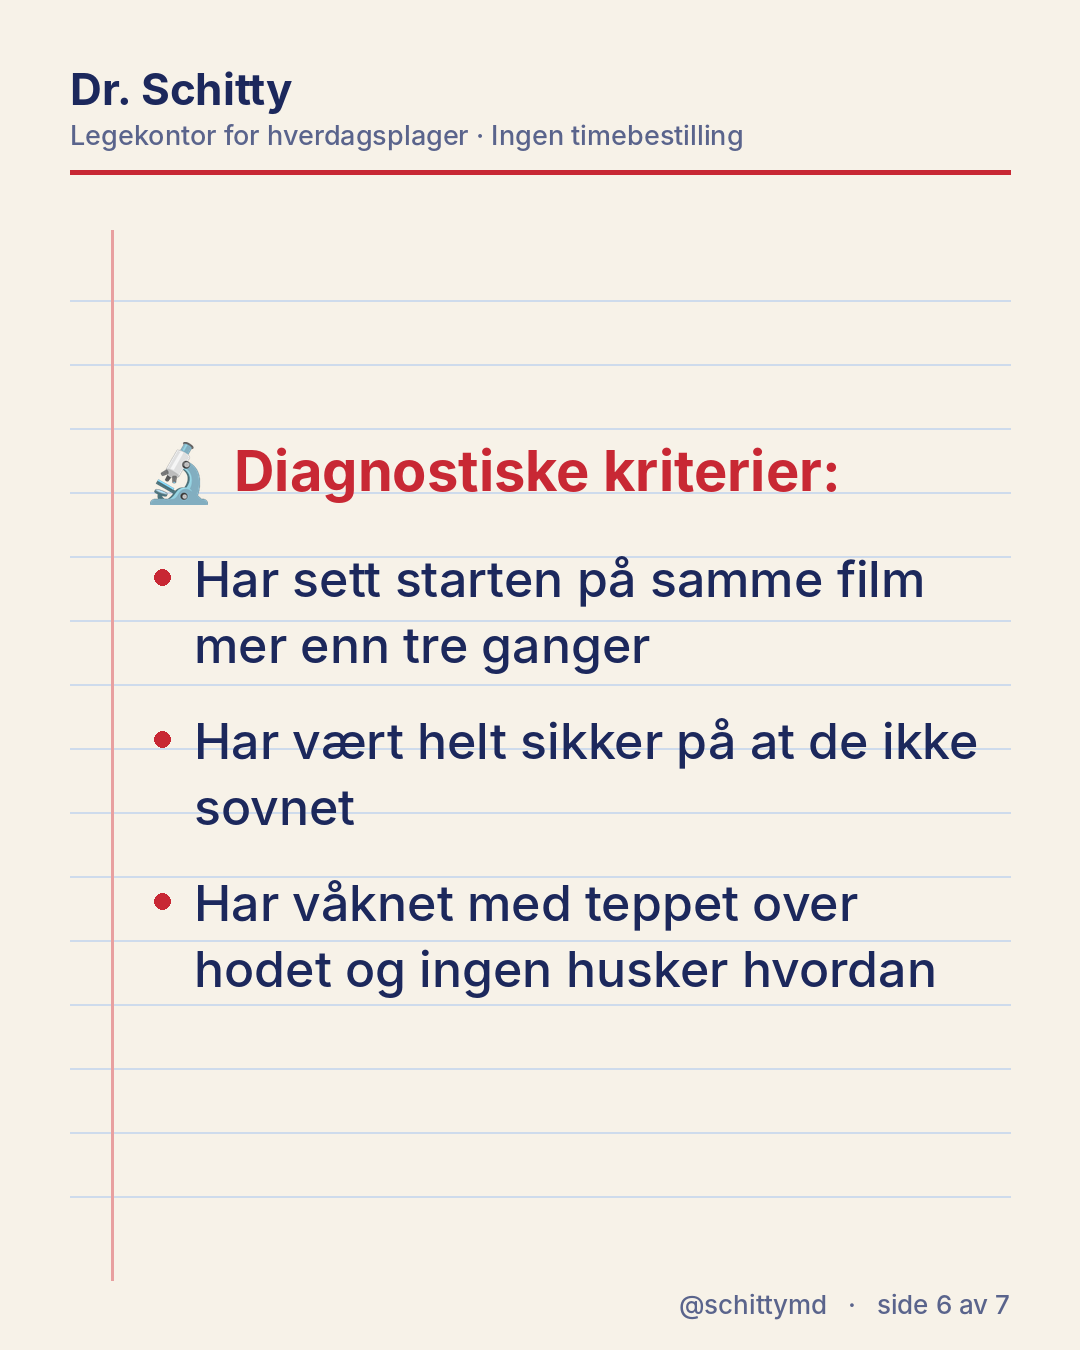 Dr. Schitty
Legekontor for hverdagsplager · Ingen timebestilling
🔬 Diagnostiske kriterier:
• Har sett starten på samme film
mer enn tre ganger
• Har vært helt sikker på at de ikke
sovnet
• Har våknet med teppet over
hodet og ingen husker hvordan
@schittymd · side 6 av 7